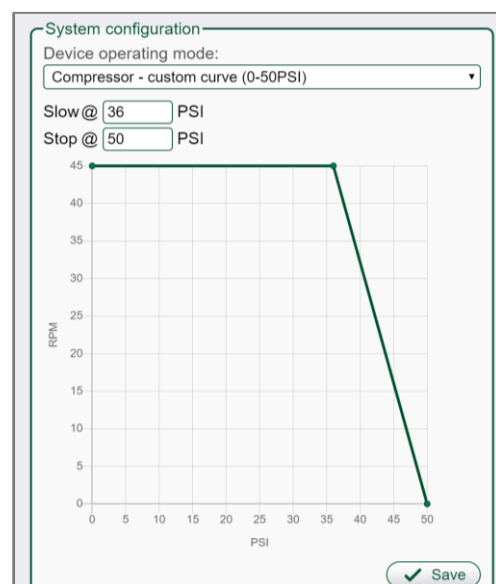 System configuration
Device operating mode:
Compressor - custom curve (0-50PSI)
Slow @ 36 PSI
Stop @ 50 PSI
45
40
35
30
25
20
15
10
5
0
RPM
0 5 10 15 20 25 30 35 40 45 50
PSI
Save